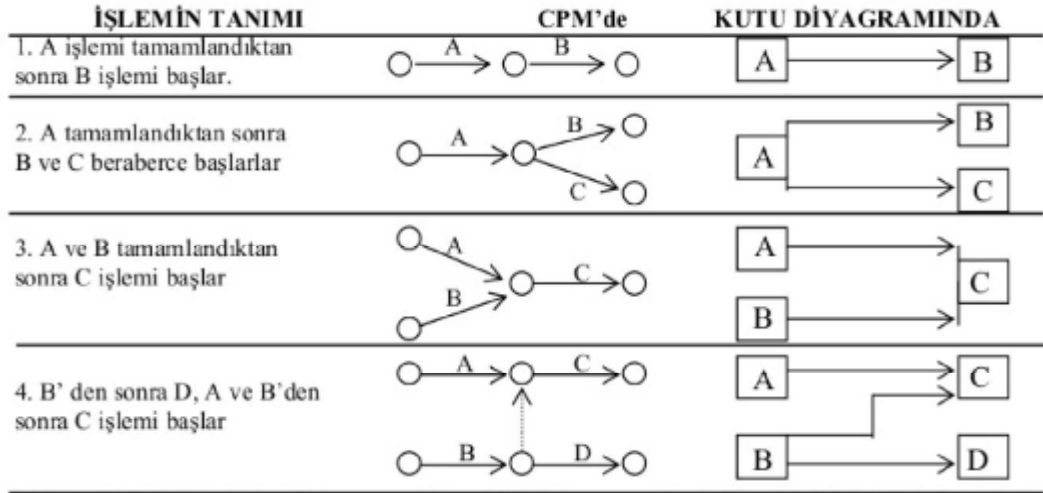 İŞLEMİN TANIMI CPM'de KUTU DİYAGRAMINDA
1. A işlemi tamamlandıktan
sonra B işlemi başlar.
A B
A B
2. A tamamlandıktan sonra
B ve C beraberce başlarlar
A B
C
A B
C
3. A ve B tamamlandıktan
sonra C işlemi başlar
A
B C
A
B C
4. B' den sonra D, A ve B'den
sonra C işlemi başlar
A C
B D
A C
B D